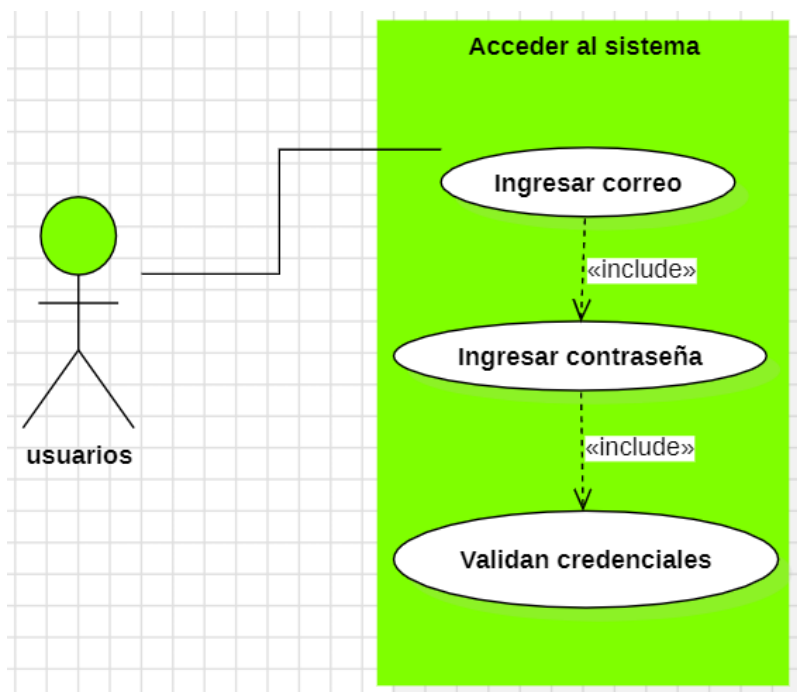 Acceder al sistema
Ingresar correo
«include»
Ingresar contraseña
«include»
usuarios
Validan credenciales